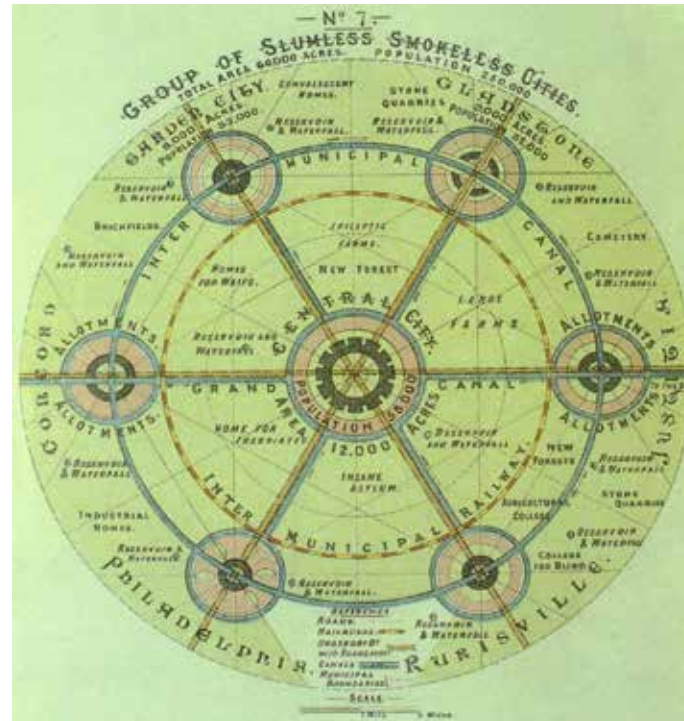 — Nº 7. —
GROUP OF SLUMLESS SMOKELESS CITIES.
TOTAL AREA 66000 ACRES. POPULATION 250,000
GARDEN CITY.
9,000 ACRES
POPULATION
CONVALESCENT HOMES.
STONE QUARRIES
GLADSTONE
9,000 ACRES
POPULATION
RESERVOIR & WATERFALL.
RESERVOIR & WATERFALL.
INTER MUNICIPAL CANAL
RESERVOIR & WATERFALL
RESERVOIR AND WATERFALL
BRICKFIELDS
RESERVOIR AND WATERFALL
CEMETERY.
RESERVOIR & WATERFALL
EPILEPTIC FARMS.
HOMES FOR WAIFS.
NEW FOREST
LARGE FARMS
RESERVOIR AND WATERFALL
CENTRAL CITY.
CONCORD
ALLOTMENTS
ALLOTMENTS.
ALLOTMENTS
ALLOTMENTS
GRAND CANAL
AREA 12,000 ACRES
POPULATION 58000
HOME FOR INEBRIATES
INSANE ASYLUM.
RESERVOIR AND WATERFALL
INTER MUNICIPAL RAILWAY.
NEW FORESTS
RESERVOIR & WATERFALL
STONE QUARRIES
AGRICULTURAL COLLEGE
COLLEGE FOR BLIND
RESERVOIR & WATERFALL
RESERVOIR & WATERFALL
INDUSTRIAL HOMES.
RESERVOIR & WATERFALL
RESERVOIR & WATERFALL.
RESERVOIR & WATERFALL
PHILADELPHIA.
RURISVILLE.
REFERENCE
ROADS
RAILROADS
CANALS
MUNICIPAL
BOUNDARIES
SCALE